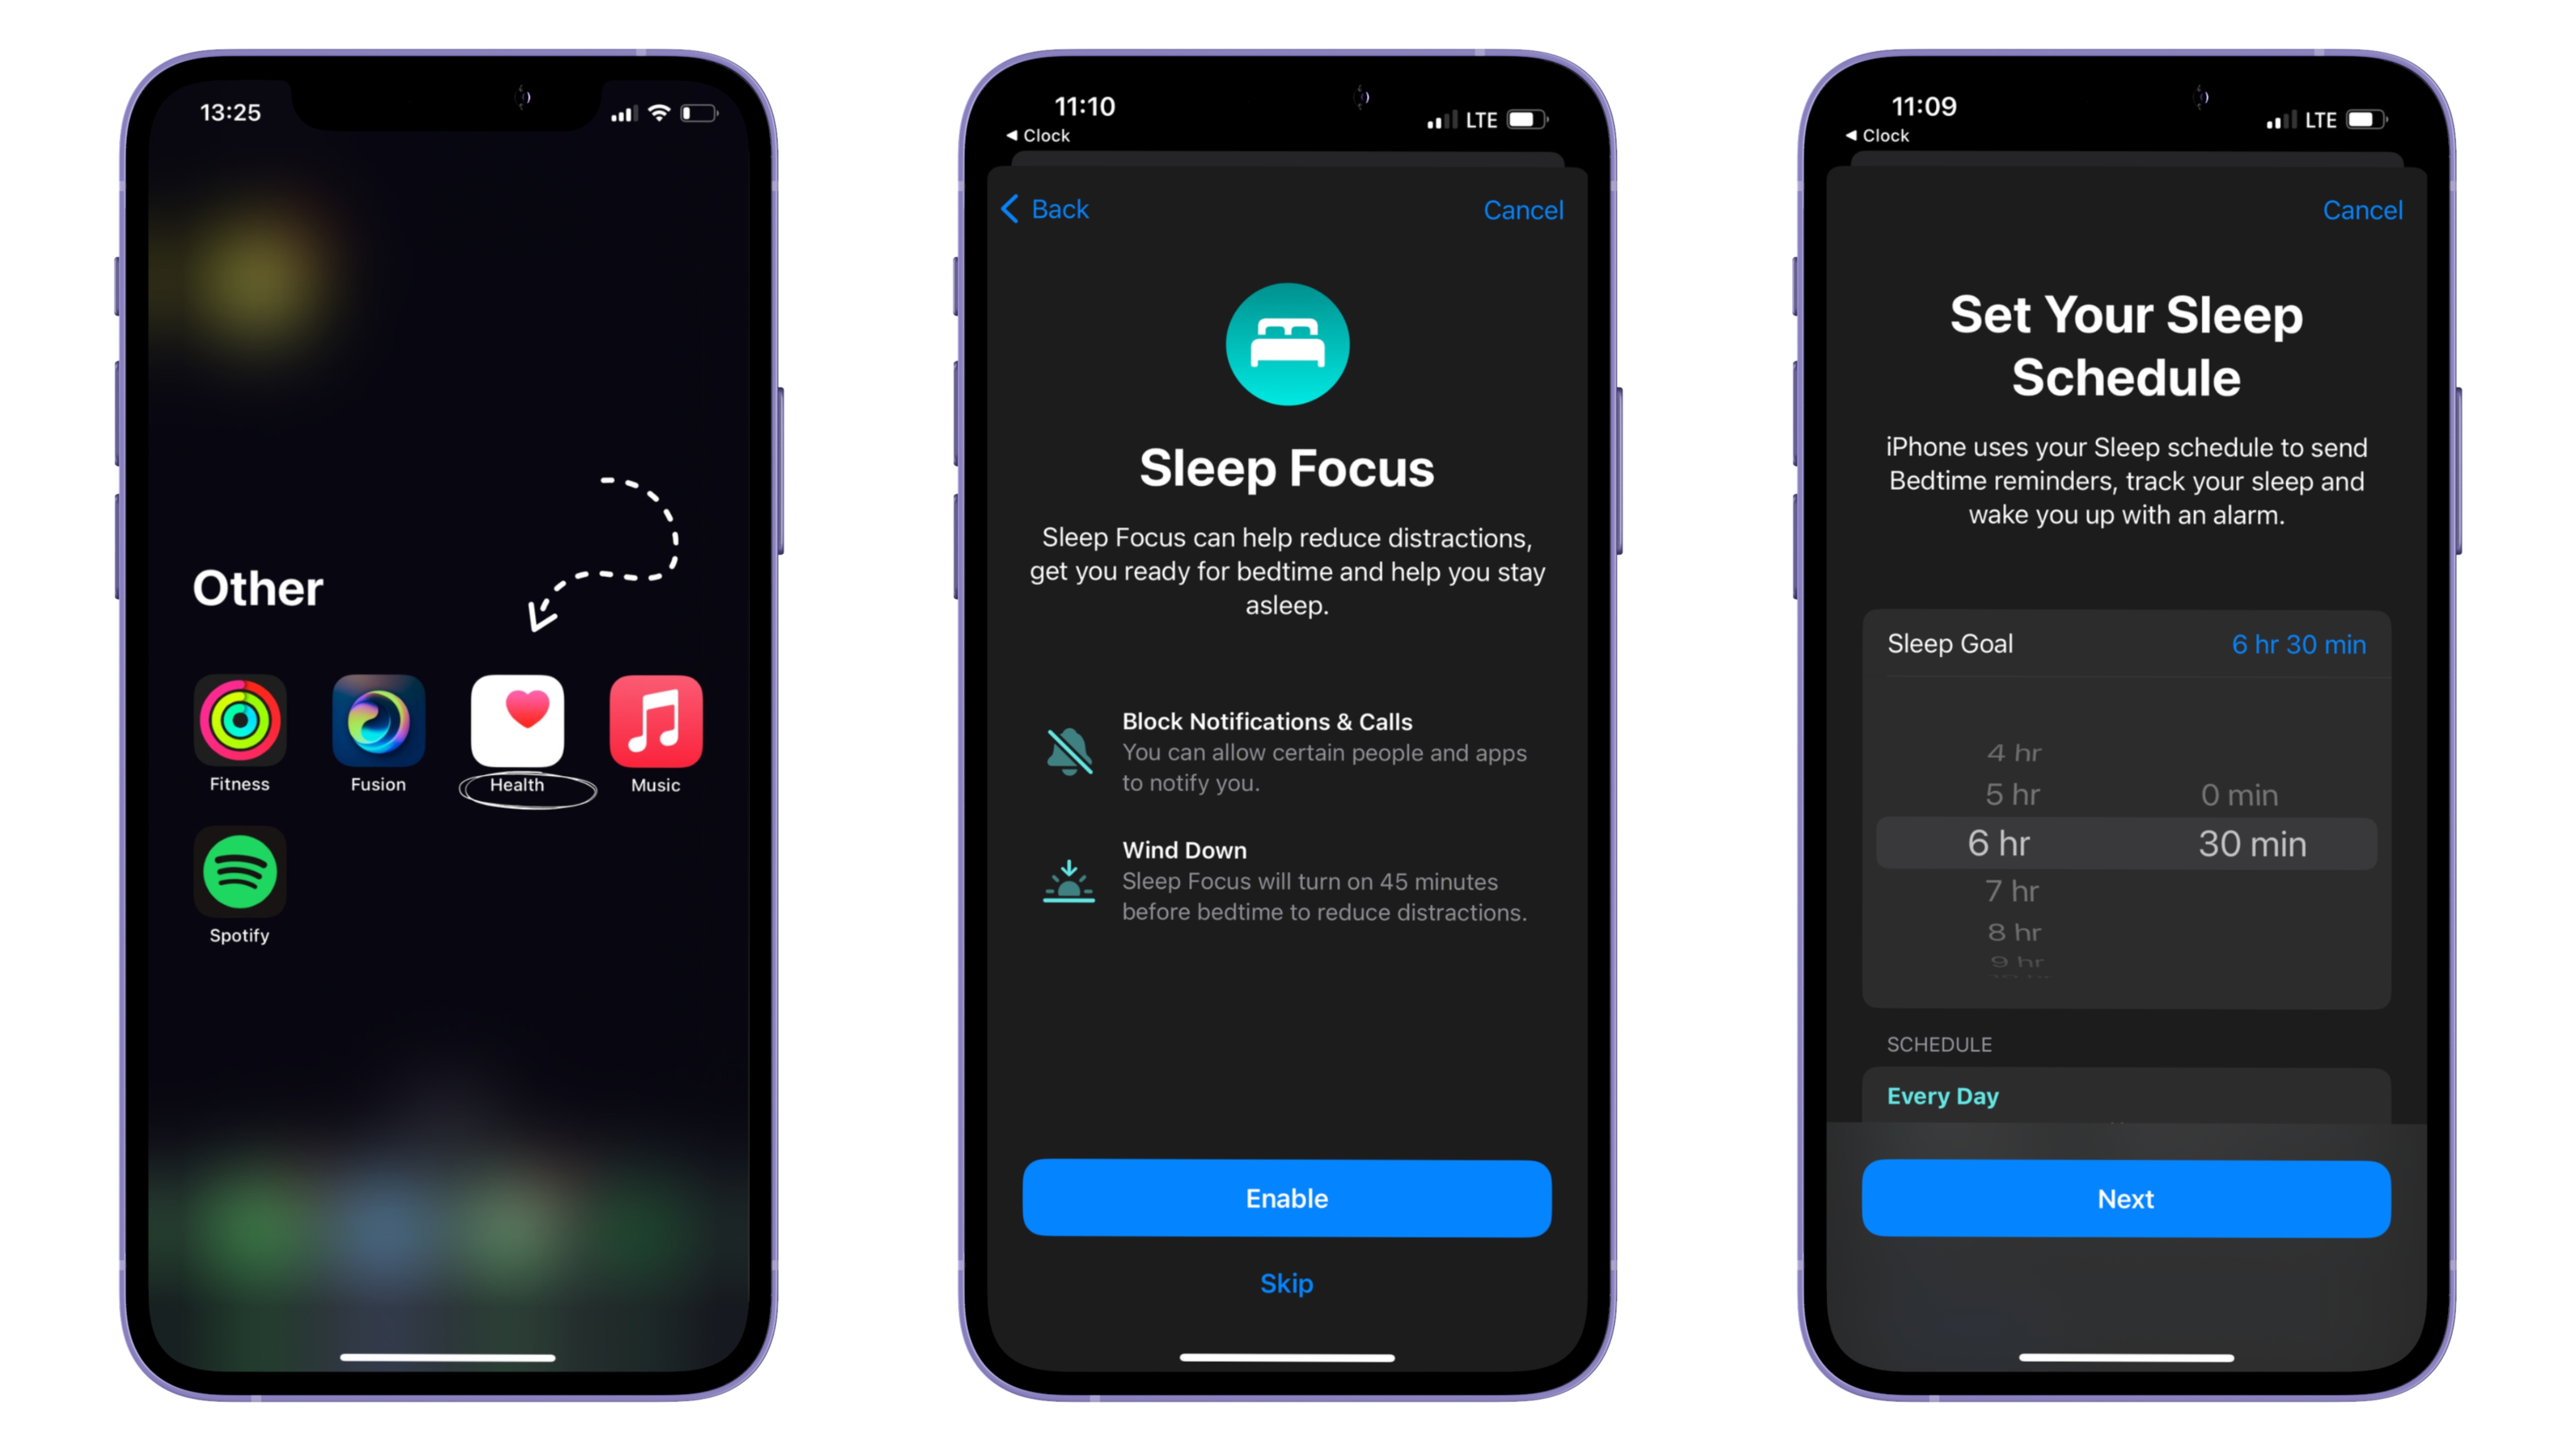 13:25
Other
Fitness
Fusion
Health
Music
Spotify
11:10
LTE
◀ Clock
Back
Cancel
Sleep Focus
Sleep Focus can help reduce distractions,
get you ready for bedtime and help you stay
asleep.
Block Notifications & Calls
You can allow certain people and apps
to notify you.
Wind Down
Sleep Focus will turn on 45 minutes
before bedtime to reduce distractions.
Enable
Skip
11:09
LTE
◀ Clock
Cancel
Set Your Sleep
Schedule
iPhone uses your Sleep schedule to send
Bedtime reminders, track your sleep and
wake you up with an alarm.
Sleep Goal 6 hr 30 min
4 hr
5 hr 0 min
6 hr 30 min
7 hr
8 hr
9 hr
SCHEDULE
Every Day
Next